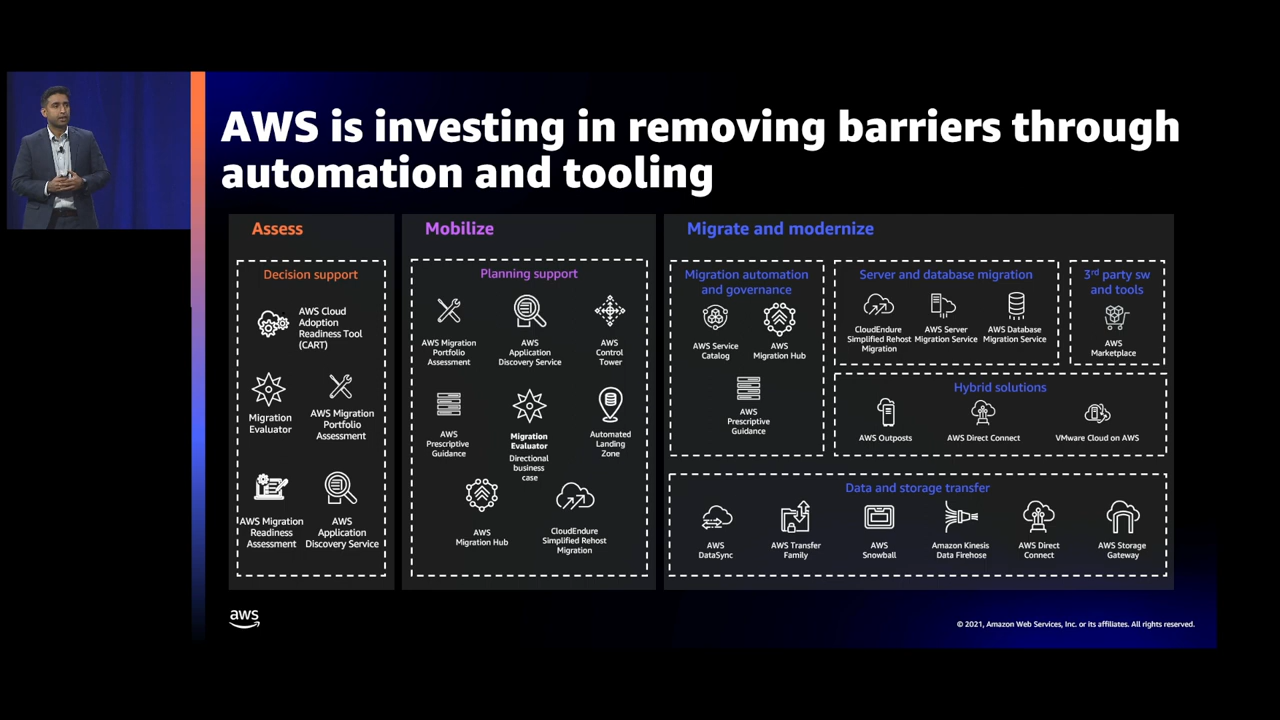 AWS is investing in removing barriers through
automation and tooling
Assess
Decision support
AWS Cloud
Adoption
Readiness Tool
(CART)
Migration
Evaluator
AWS Migration
Portfolio
Assessment
AWS Migration
Readiness
Assessment
AWS
Application
Discovery Service
Mobilize
Planning support
AWS Migration
Portfolio
Assessment
AWS
Application
Discovery Service
AWS
Control
Tower
AWS
Prescriptive
Guidance
Migration
Evaluator
Directional
business
case
Automated
Landing
Zone
AWS
Migration Hub
CloudEndure
Simplified Rehost
Migration
Migrate and modernize
Migration automation
and governance
AWS Service
Catalog
AWS
Migration Hub
AWS
Prescriptive
Guidance
Server and database migration
CloudEndure
Simplified Rehost
Migration
AWS Server
Migration Service
AWS Database
Migration Service
3rd party sw
and tools
AWS
Marketplace
Hybrid solutions
AWS Outposts
AWS Direct Connect
VMware Cloud on AWS
Data and storage transfer
AWS
DataSync
AWS Transfer
Family
AWS
Snowball
Amazon Kinesis
Data Firehose
AWS Direct
Connect
AWS Storage
Gateway
aws
© 2021, Amazon Web Services, Inc. or its affiliates. All rights reserved.